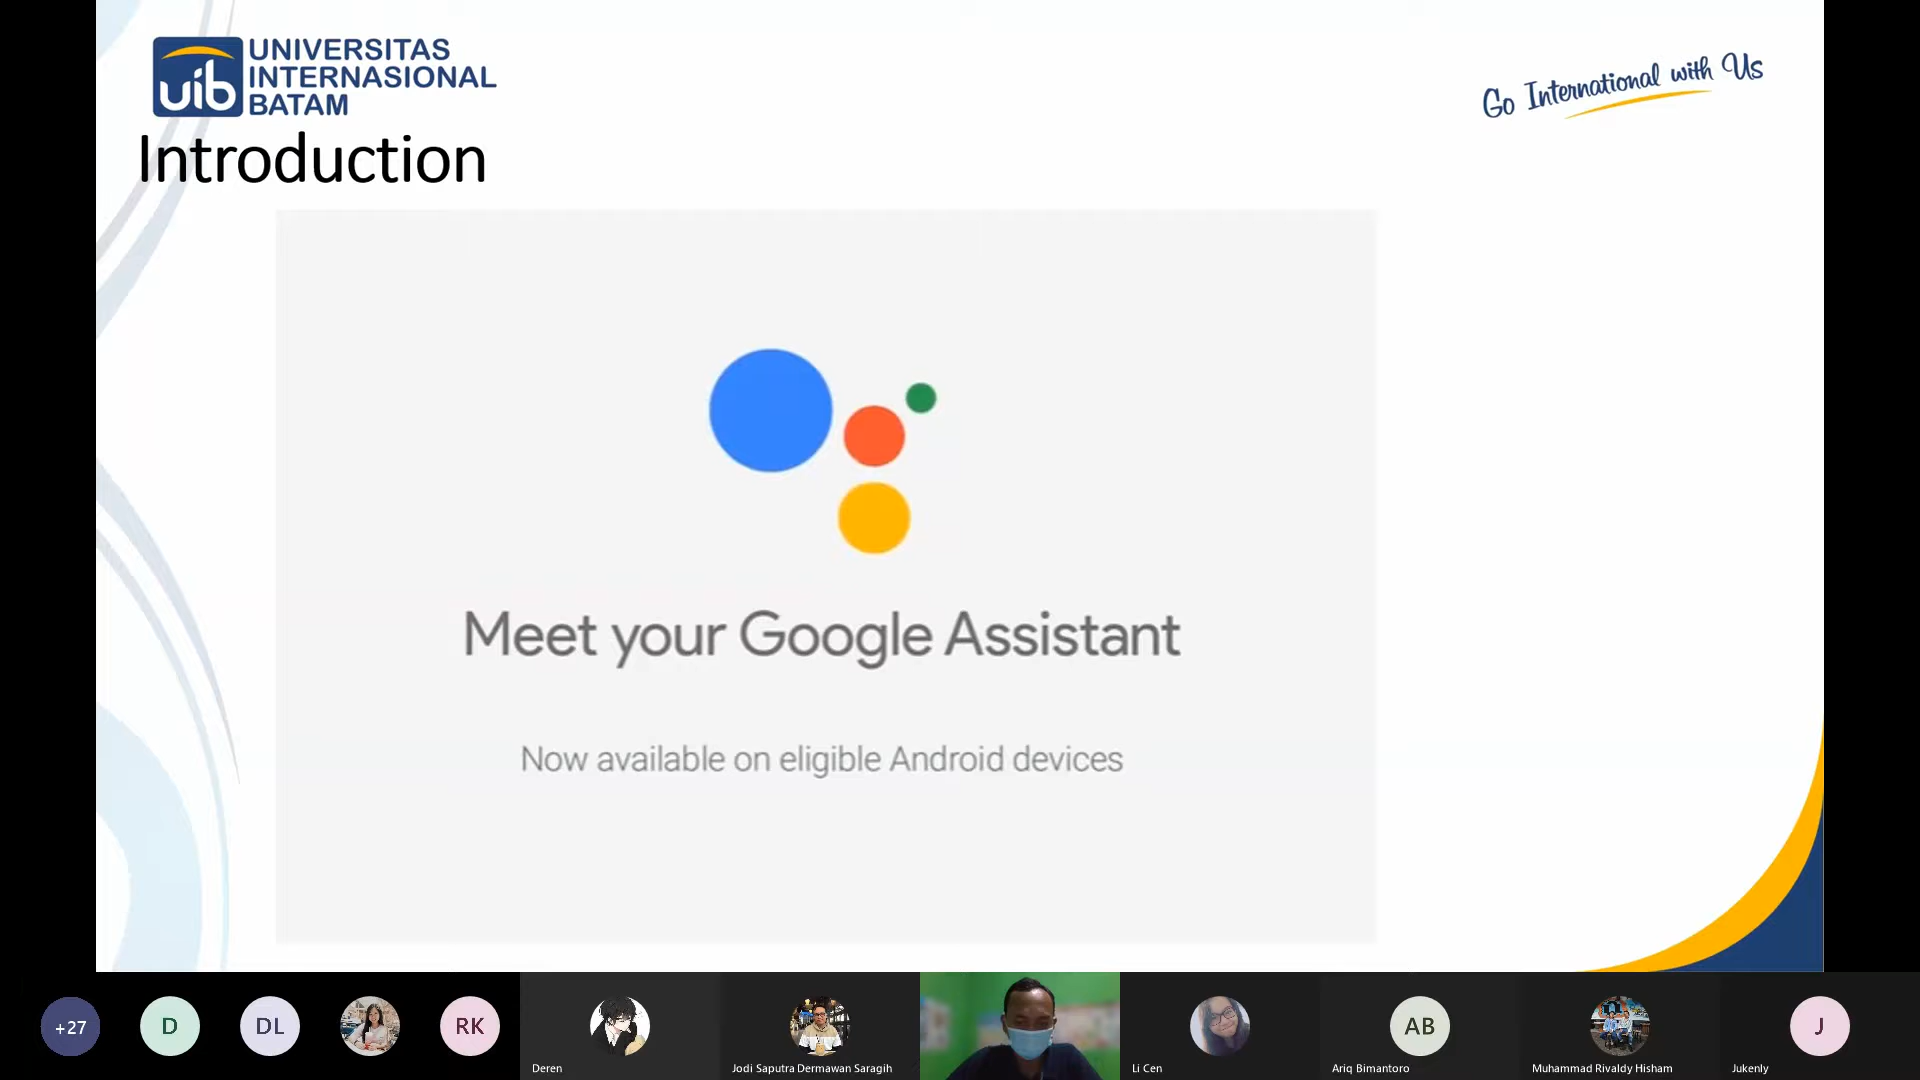 uib
UNIVERSITAS
INTERNASIONAL
BATAM
Go International with Us
Introduction
Meet your Google Assistant
Now available on eligible Android devices
+27
D
DL
RK
Deren
Jodi Saputra Dermawan Saragih
Li Cen
AB
Ariq Bimantoro
Muhammad Rivaldy Hisham
J
Jukenly